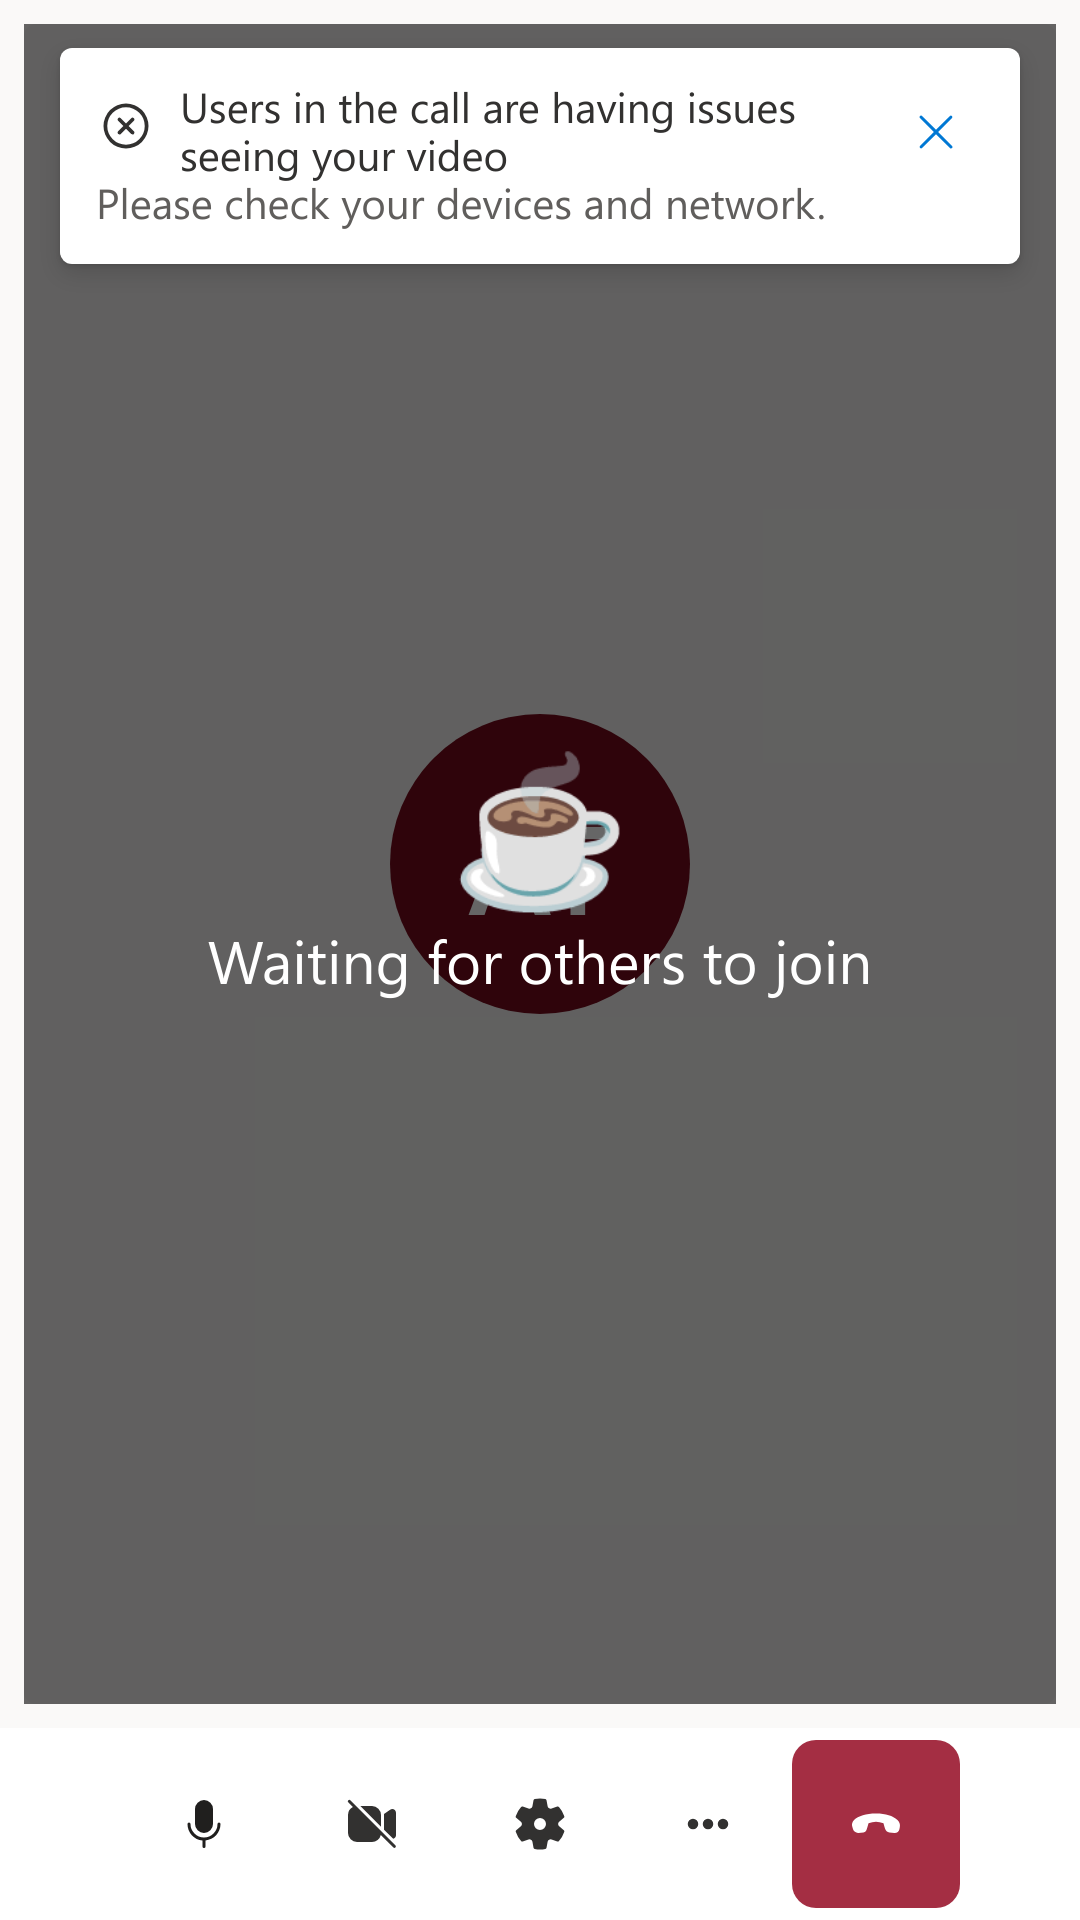 Users in the call are having issues
seeing your video
Please check your devices and network.
Waiting for others to join